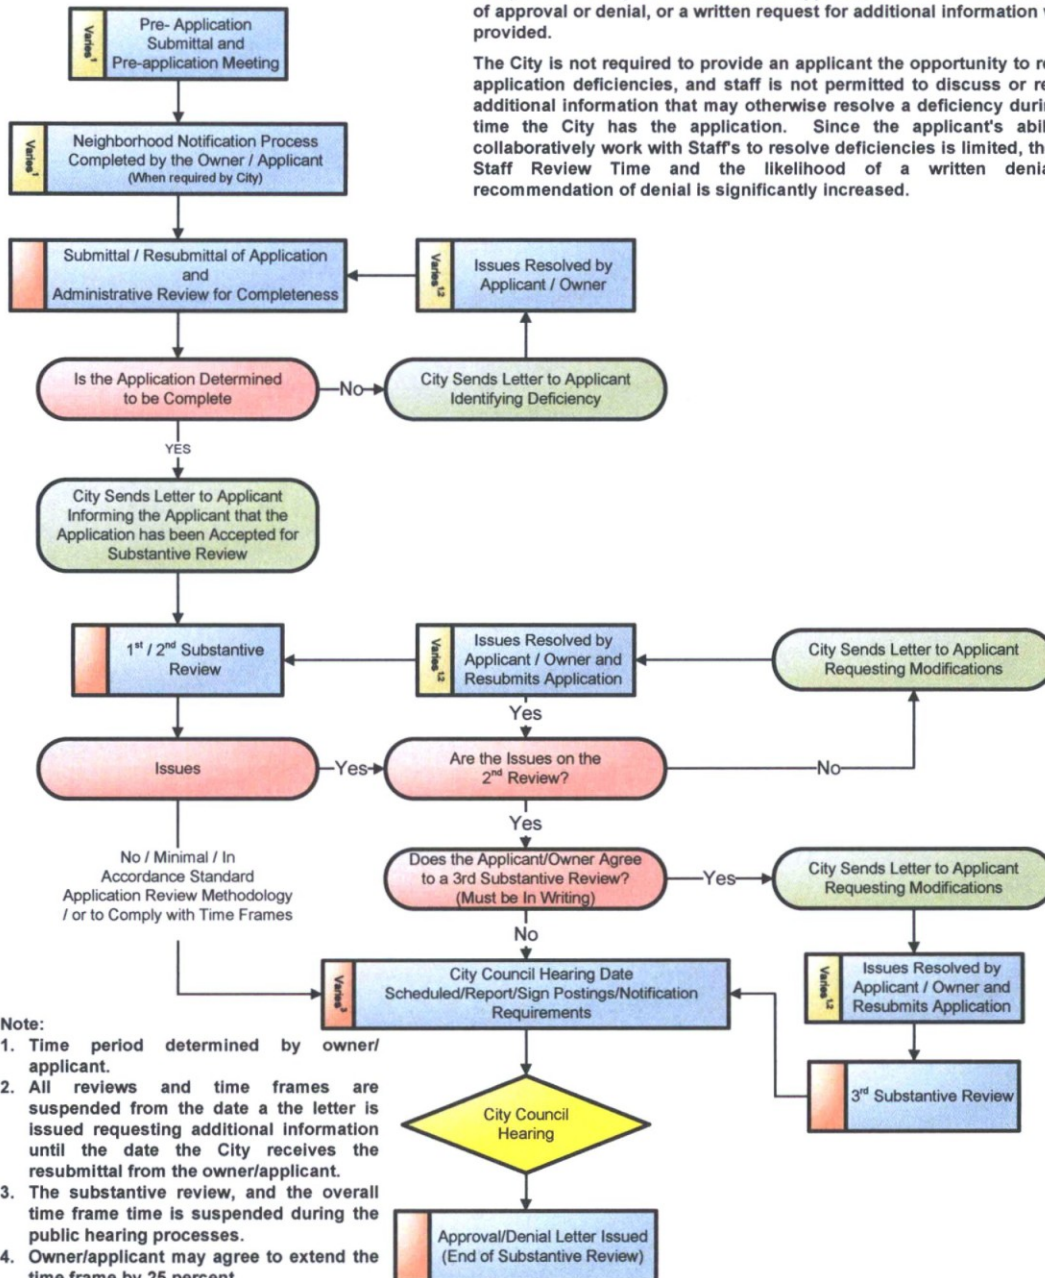 of approval or denial, or a written request for additional information
provided.
The City is not required to provide an applicant the opportunity to
application deficiencies, and staff is not permitted to discuss or
additional information that may otherwise resolve a deficiency
time the City has the application. Since the applicant's
collaboratively work with Staff's to resolve deficiencies is limited,
Staff Review Time and the likelihood of a written
recommendation of denial is significantly increased.
Varies1
Pre- Application
Submittal and
Pre-application Meeting
Varies1
Neighborhood Notification Process
Completed by the Owner / Applicant
(When required by City)
Submittal / Resubmittal of Application
and
Administrative Review for Completeness
Varies1,2
Issues Resolved by
Applicant / Owner
Is the Application Determined
to be Complete
No
City Sends Letter to Applicant
Identifying Deficiency
YES
City Sends Letter to Applicant
Informing the Applicant that the
Application has been Accepted for
Substantive Review
1st / 2nd Substantive
Review
Varies1,2
Issues Resolved by
Applicant / Owner and
Resubmits Application
City Sends Letter to Applicant
Requesting Modifications
Yes
Issues
Yes
Are the Issues on the
2nd Review?
No
Yes
No / Minimal / In
Accordance Standard
Application Review Methodology
/ or to Comply with Time Frames
Does the Applicant/Owner Agree
to a 3rd Substantive Review?
(Must be In Writing)
Yes
City Sends Letter to Applicant
Requesting Modifications
No
Varies3
City Council Hearing Date
Scheduled/Report/Sign Postings/Notification
Requirements
Varies1,2
Issues Resolved by
Applicant / Owner and
Resubmits Application
3rd Substantive Review
City Council
Hearing
Approval/Denial Letter Issued
(End of Substantive Review)
Note:
1. Time period determined by owner/
applicant.
2. All reviews and time frames are
suspended from the date a the letter is
issued requesting additional information
until the date the City receives the
resubmittal from the owner/applicant.
3. The substantive review, and the overall
time frame time is suspended during the
public hearing processes.
4. Owner/applicant may agree to extend the
time frame by 25 percent